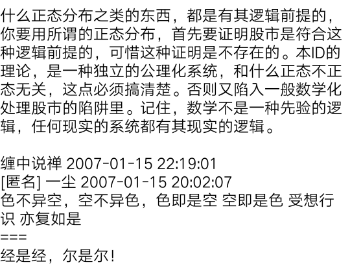 什么正态分布之类的东西，都是有其逻辑前提的，
你要用所谓的正态分布，首先要证明股市是符合这
种逻辑前提的，可惜这种证明是不存在的。本ID的
理论，是一种独立的公理化系统，和什么正态不正
态无关，这点必须搞清楚。否则又陷入一般数学化
处理股市的陷阱里。记住，数学不是一种先验的逻
辑，任何现实的系统都有其现实的逻辑。
缠中说禅 2007-01-15 22:19:01
[匿名] 一尘 2007-01-15 20:02:07
色不异空，空不异色，色即是空 空即是色 受想行
识 亦复如是
===
经是经，尔是尔！